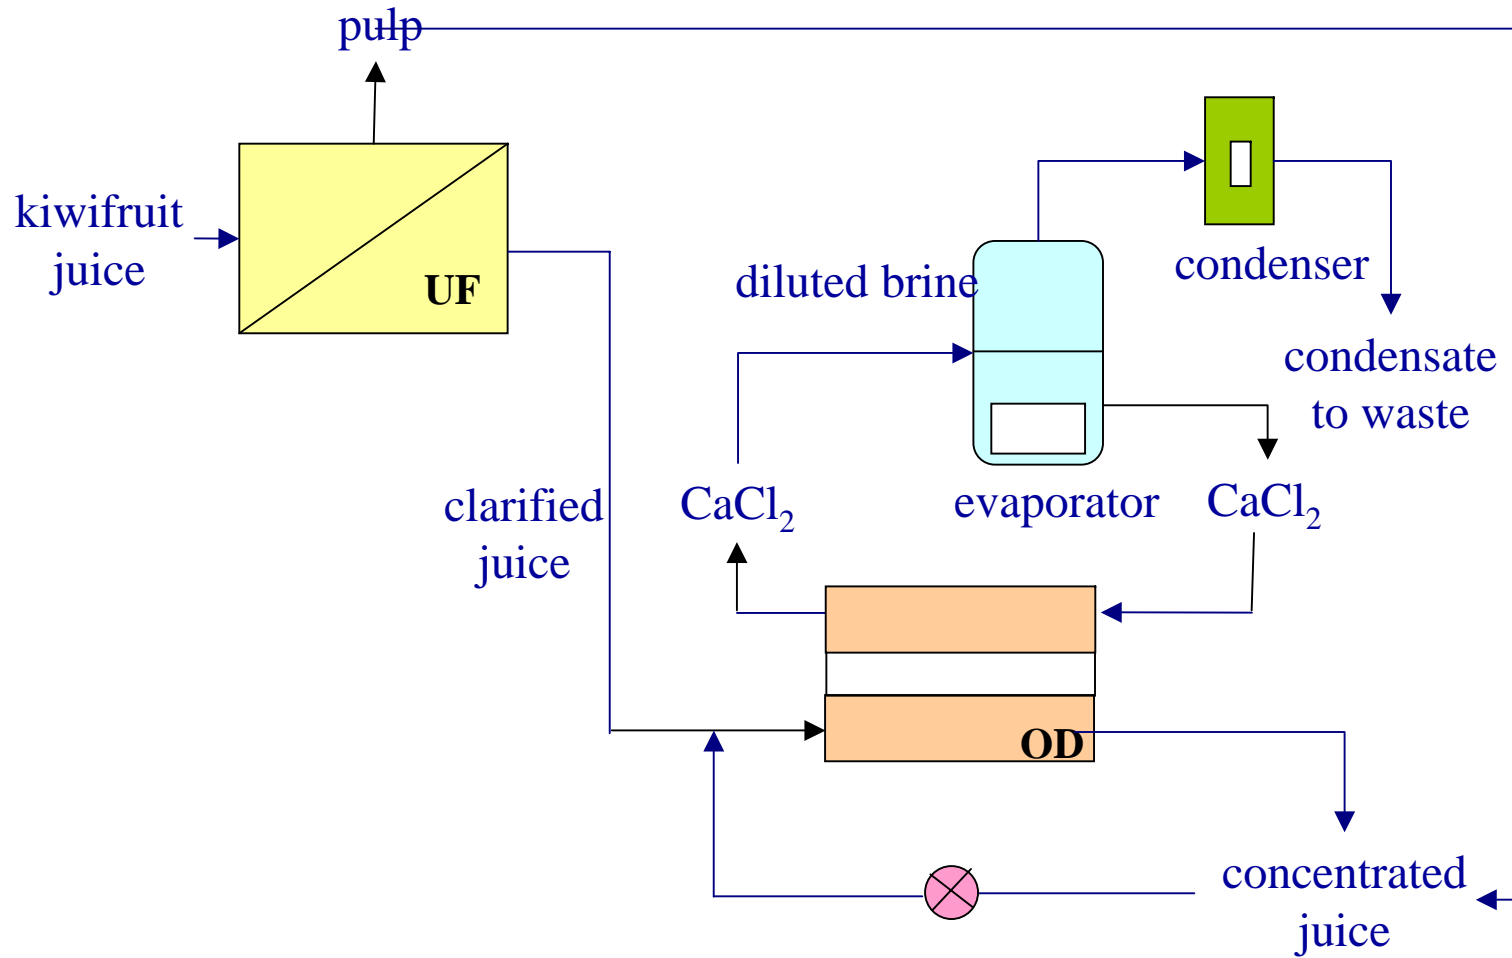 pulp
kiwifruit
juice
UF
diluted brine
condenser
condensate
to waste
clarified
juice
CaCl₂
evaporator
CaCl₂
OD
concentrated
juice